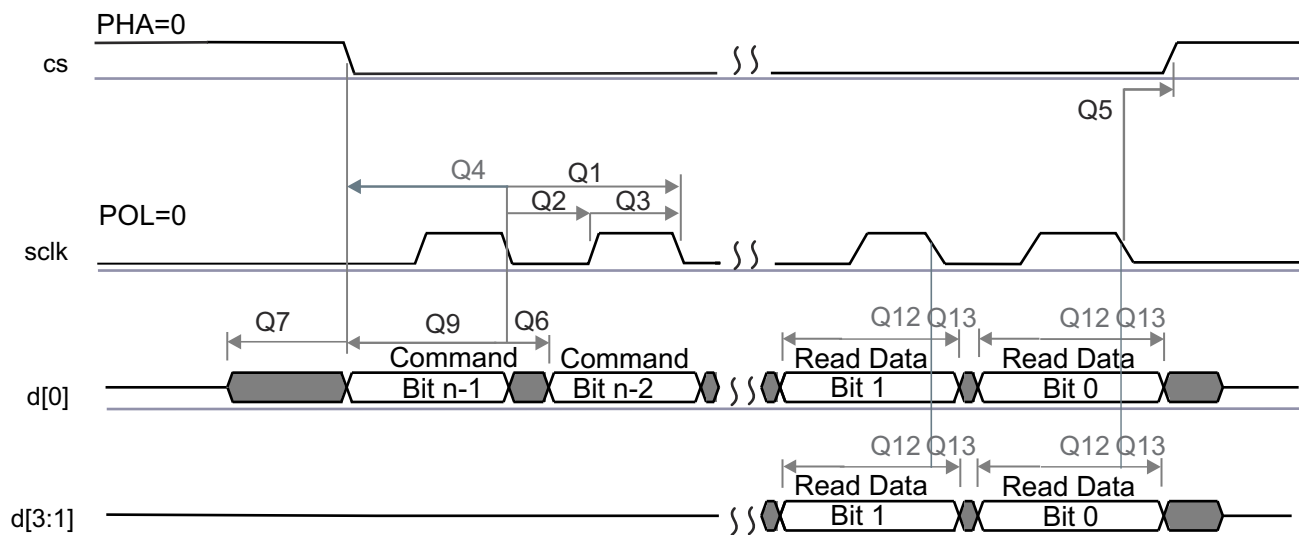 PHA=0
cs
Q5
Q4 Q1
Q2 Q3
POL=0
sclk
Q7 Q9 Q6 Q12 Q13 Q12 Q13
Command Command Read Data Read Data
d[0] Bit n-1 Bit n-2 Bit 1 Bit 0
Q12 Q13 Q12 Q13
Read Data Read Data
d[3:1] Bit 1 Bit 0